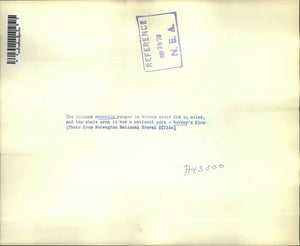 REFERENCE
N.E.A.
The mountain ranges in Norway cover 204 sq miles,
and the whole area is now a national park - Norway's first.
(Photo from Norwegian National Travel Office)
A45300